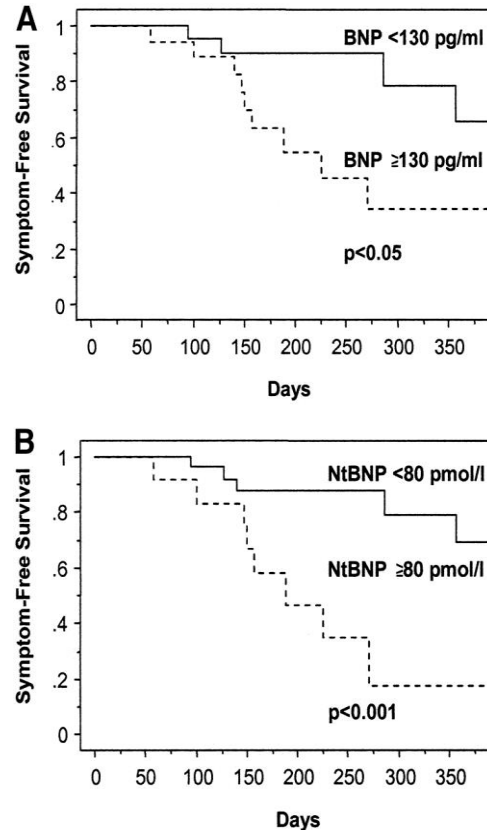 A
Symptom-Free Survival
1
.8
.6
.4
.2
0
BNP <130 pg/ml
BNP ≥130 pg/ml
p<0.05
0 50 100 150 200 250 300 350
Days
B
Symptom-Free Survival
1
.8
.6
.4
.2
0
NtBNP <80 pmol/l
NtBNP ≥80 pmol/l
p<0.001
0 50 100 150 200 250 300 350
Days